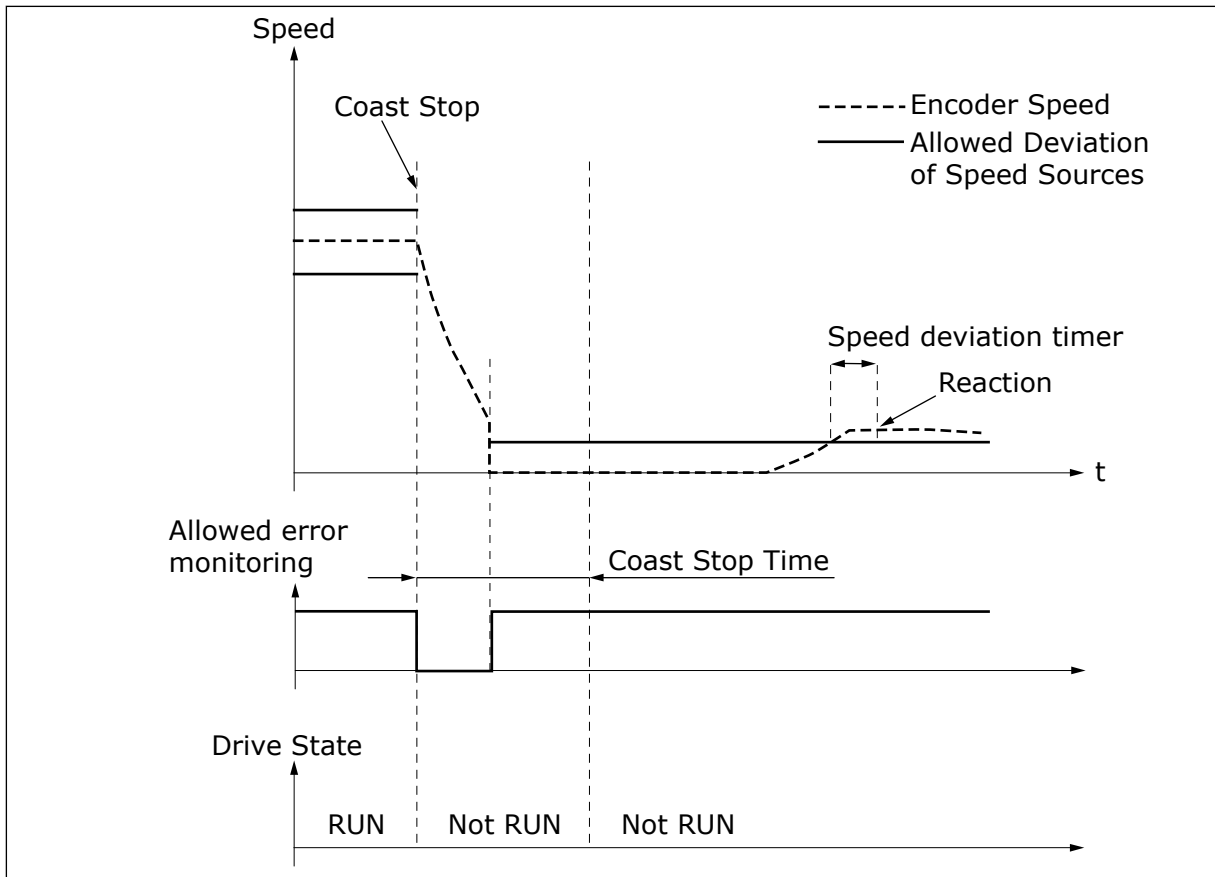 Speed
Coast Stop
Encoder Speed
Allowed Deviation
of Speed Sources
Speed deviation timer
Reaction
t
Allowed error
monitoring
Coast Stop Time
Drive State
RUN
Not RUN
Not RUN